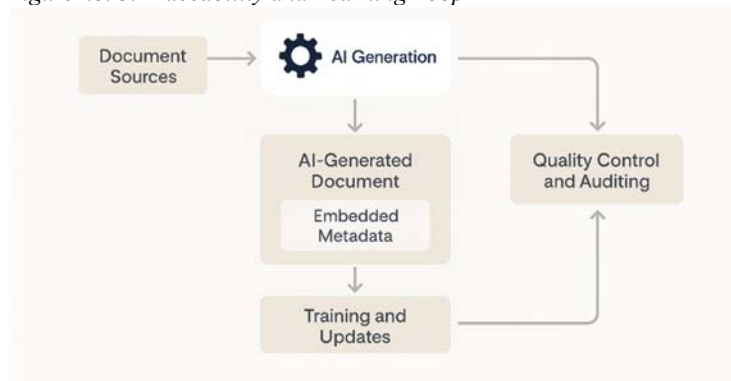 Document
Sources
AI Generation
AI-Generated
Document
Embedded
Metadata
Quality Control
and Auditing
Training and
Updates